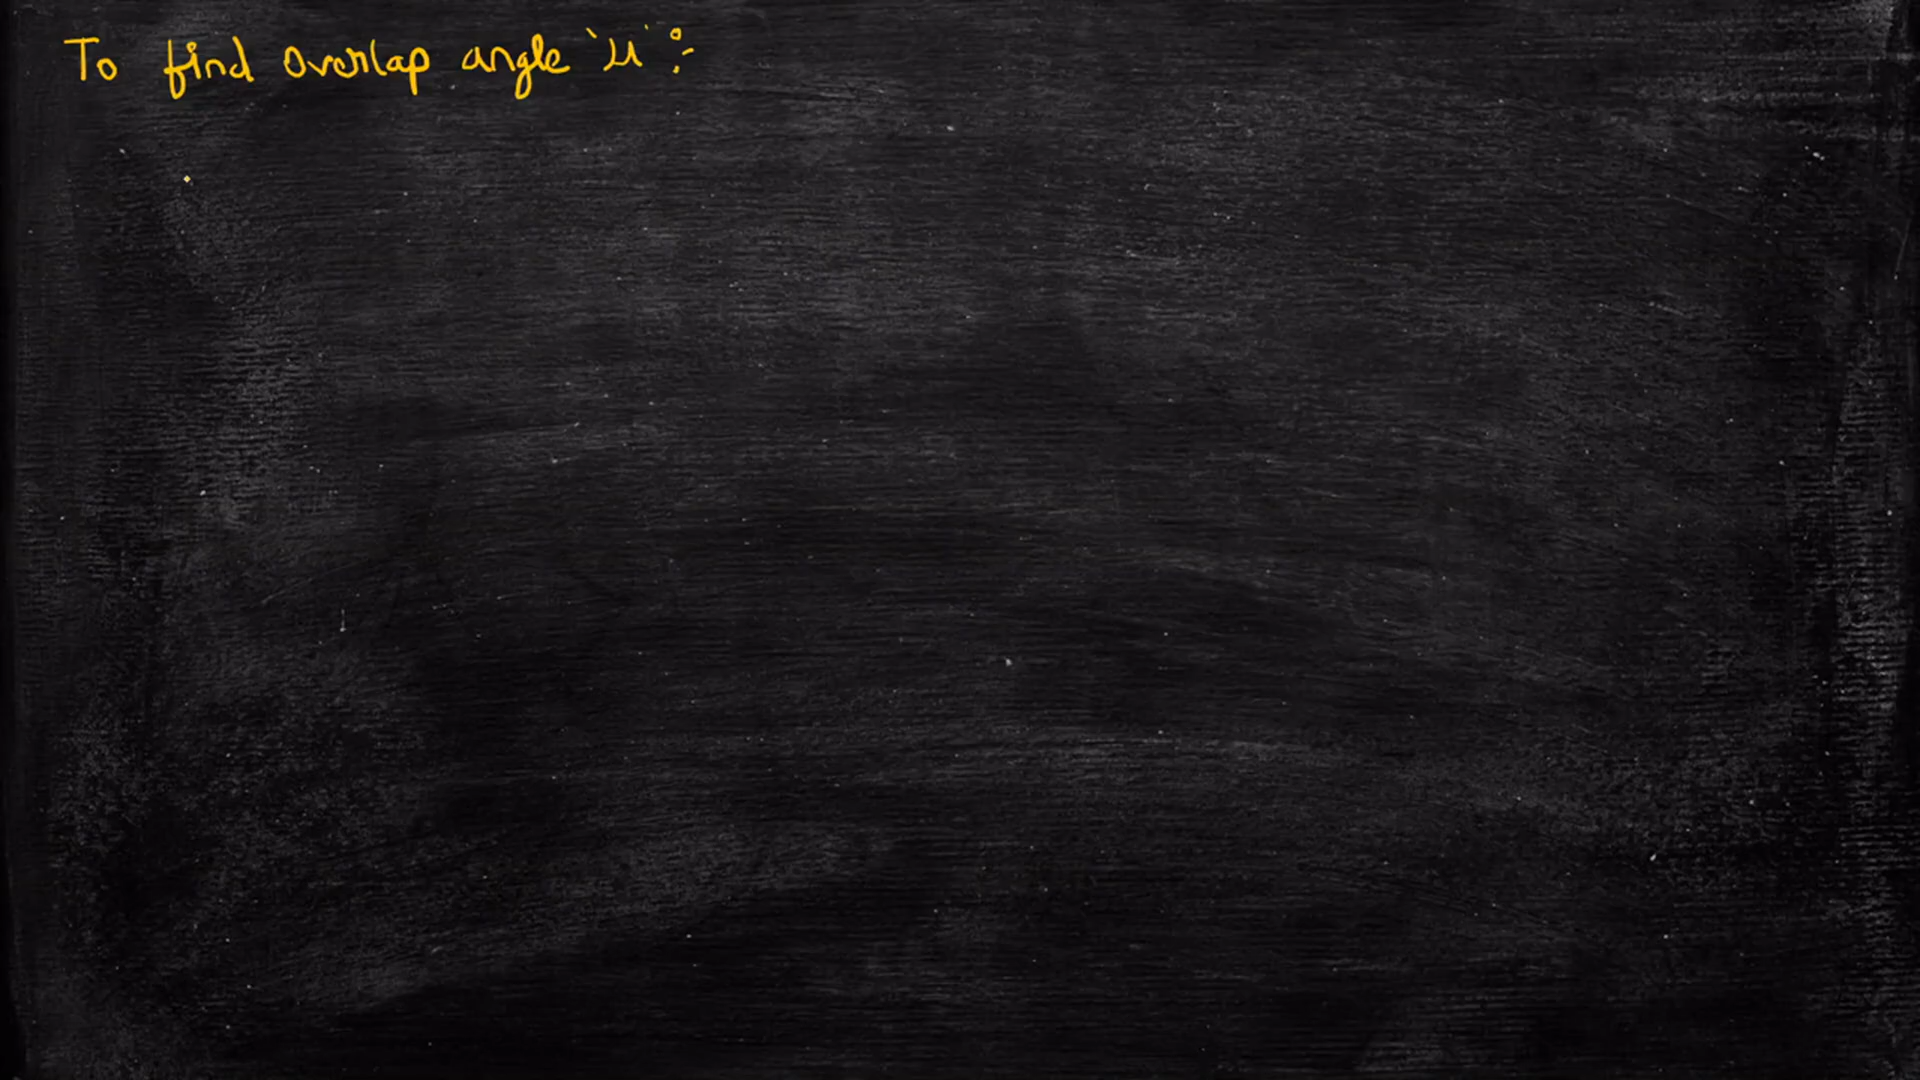 To find overlap angle `μ' :-